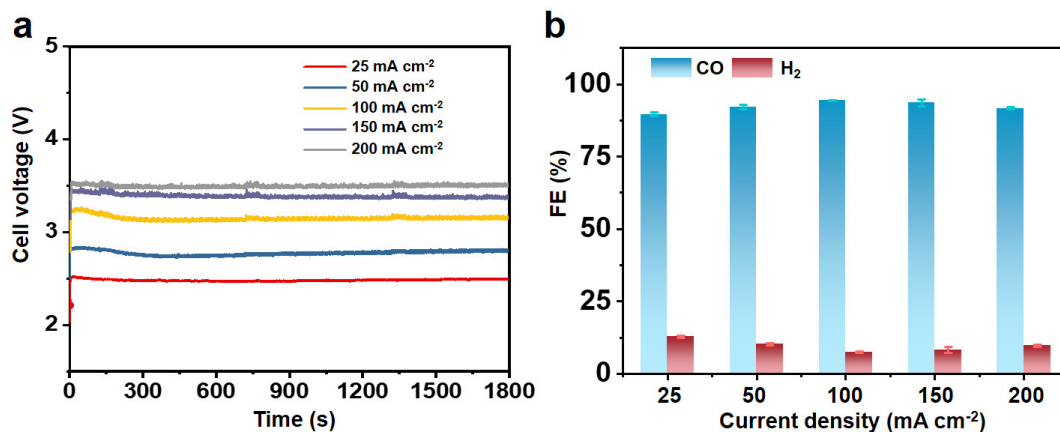 a
5
4
3
2
Cell voltage (V)
25 mA cm-2
50 mA cm-2
100 mA cm-2
150 mA cm-2
200 mA cm-2
0 300 600 900 1200 1500 1800
Time (s)
b
CO H2
100
75
50
25
0
FE (%)
25 50 100 150 200
Current density (mA cm-2)